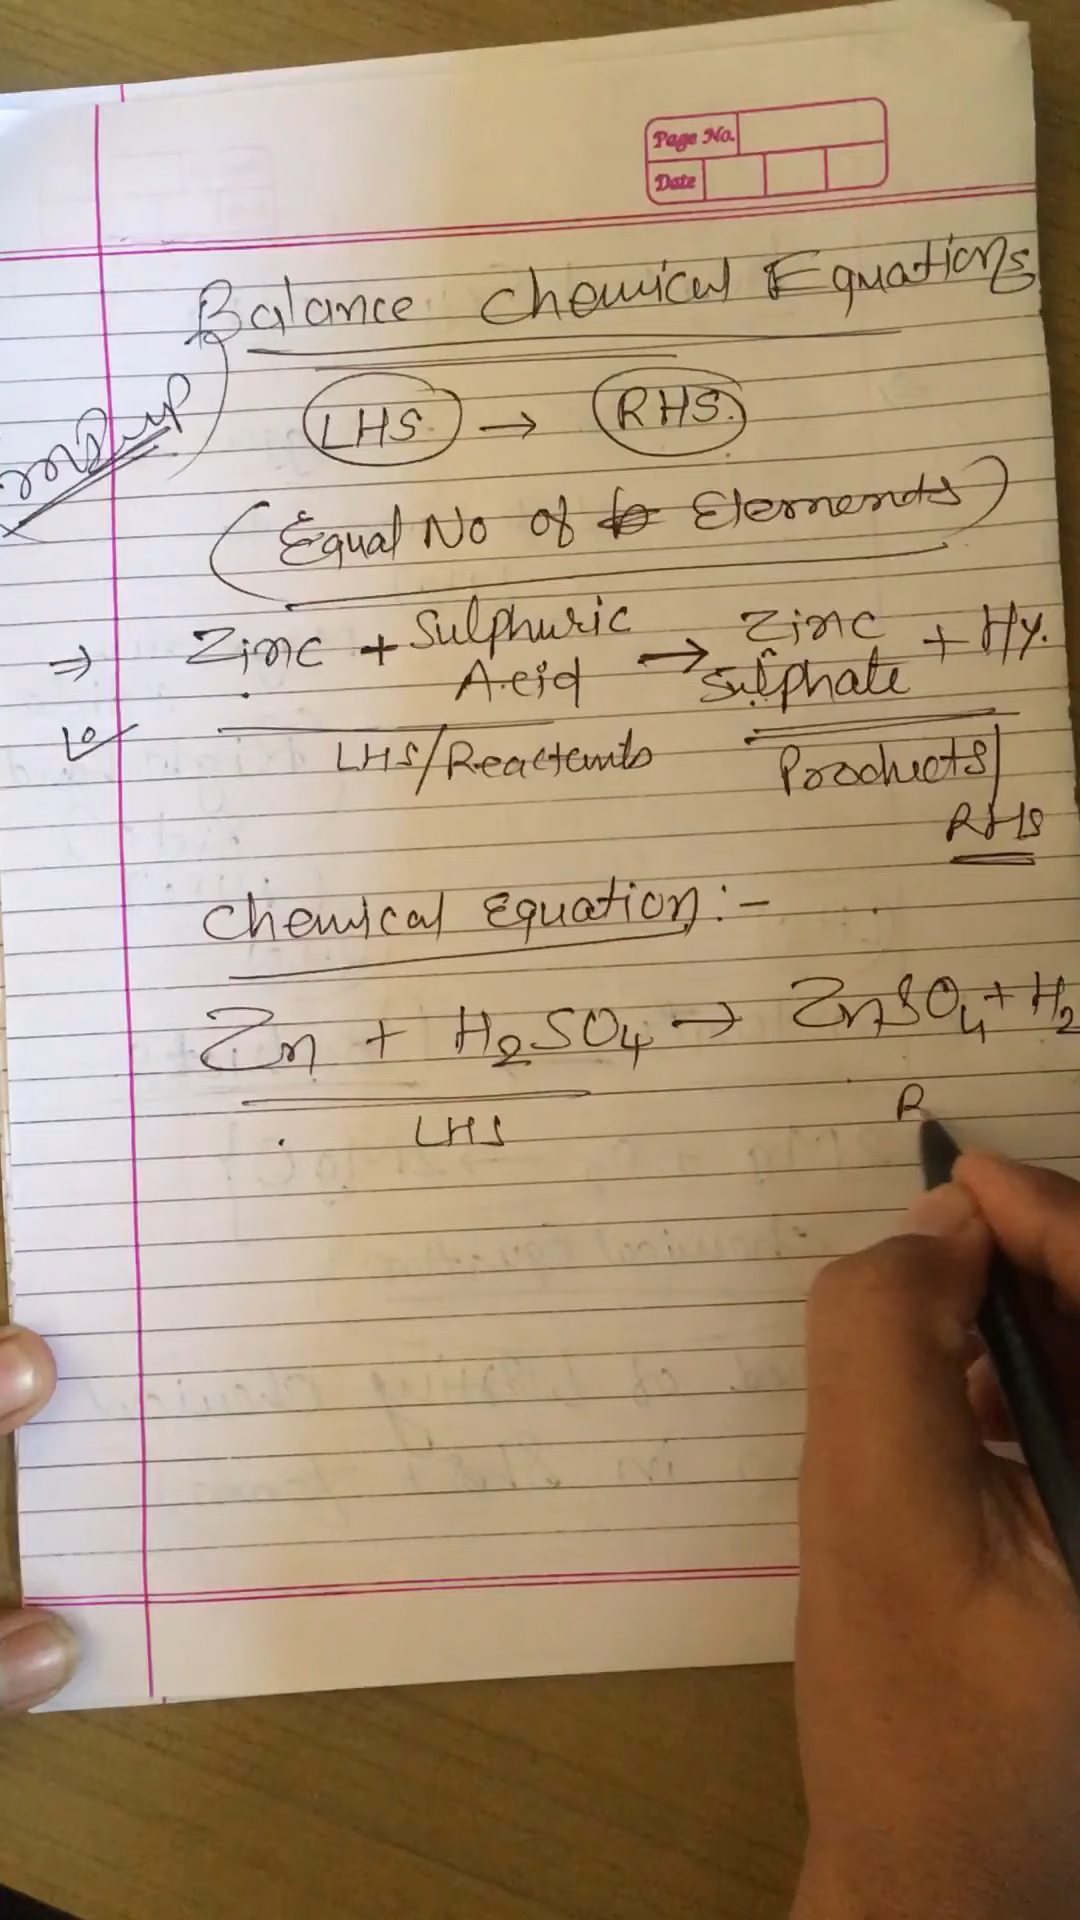 Page No.
Date
Balance Chemical Equations
LHS. → RHS.
(Equal No of Elements)
⇒ Zinc + Sulphuric Acid → Zinc Sulphate + Hy.
LHS/Reactants
Products/
RHS
Chemical Equation:-
Zn + H₂SO₄ → ZnSO₄ + H₂
LHS
R